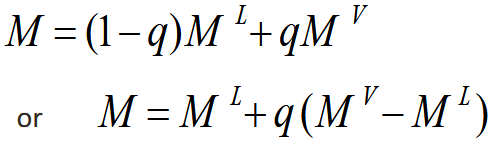 M = (1−q)M^L + qM^V
or M = M^L + q(M^V − M^L)